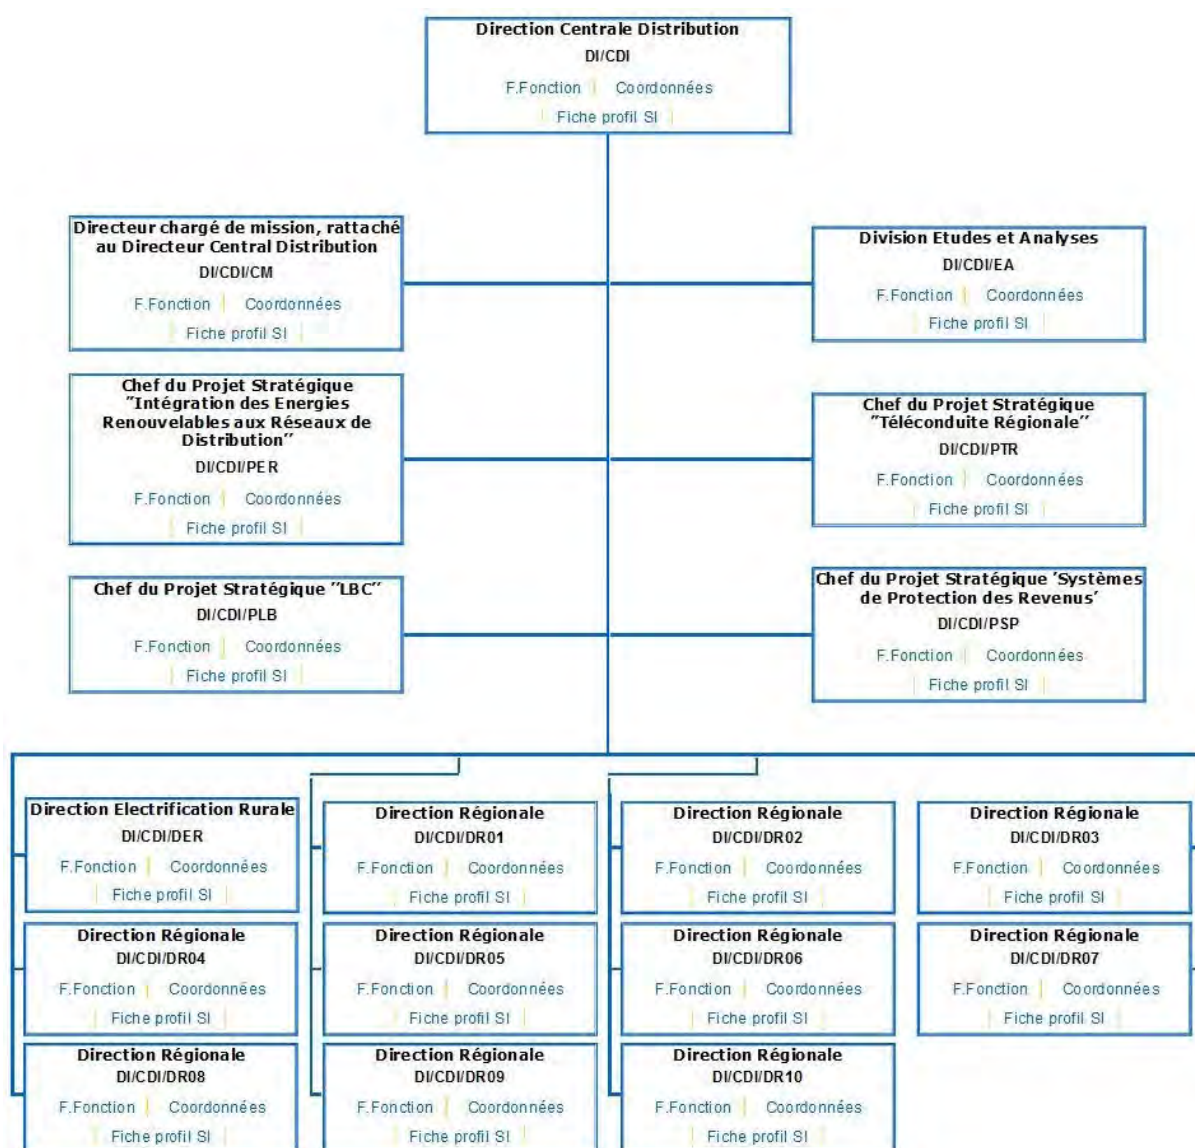 Direction Centrale Distribution
DI/CDI
F.Fonction | Coordonnées
| Fiche profil SI |
Directeur chargé de mission, rattaché
au Directeur Central Distribution
DI/CDI/CM
F.Fonction | Coordonnées
| Fiche profil SI |
Division Etudes et Analyses
DI/CDI/EA
F.Fonction | Coordonnées
| Fiche profil SI |
Chef du Projet Stratégique
"Intégration des Energies
Renouvelables aux Réseaux de
Distribution"
DI/CDI/PER
F.Fonction | Coordonnées
| Fiche profil SI |
Chef du Projet Stratégique
"Téléconduite Régionale"
DI/CDI/PTR
F.Fonction | Coordonnées
| Fiche profil SI |
Chef du Projet Stratégique "LBC"
DI/CDI/PLB
F.Fonction | Coordonnées
| Fiche profil SI |
Chef du Projet Stratégique 'Systèmes
de Protection des Revenus'
DI/CDI/PSP
F.Fonction | Coordonnées
| Fiche profil SI |
Direction Electrification Rurale
DI/CDI/DER
F.Fonction | Coordonnées
| Fiche profil SI |
Direction Régionale
DI/CDI/DR01
F.Fonction | Coordonnées
| Fiche profil SI |
Direction Régionale
DI/CDI/DR02
F.Fonction | Coordonnées
| Fiche profil SI |
Direction Régionale
DI/CDI/DR03
F.Fonction | Coordonnées
| Fiche profil SI |
Direction Régionale
DI/CDI/DR04
F.Fonction | Coordonnées
| Fiche profil SI |
Direction Régionale
DI/CDI/DR05
F.Fonction | Coordonnées
| Fiche profil SI |
Direction Régionale
DI/CDI/DR06
F.Fonction | Coordonnées
| Fiche profil SI |
Direction Régionale
DI/CDI/DR07
F.Fonction | Coordonnées
| Fiche profil SI |
Direction Régionale
DI/CDI/DR08
F.Fonction | Coordonnées
| Fiche profil SI |
Direction Régionale
DI/CDI/DR09
F.Fonction | Coordonnées
| Fiche profil SI |
Direction Régionale
DI/CDI/DR10
F.Fonction | Coordonnées
| Fiche profil SI |